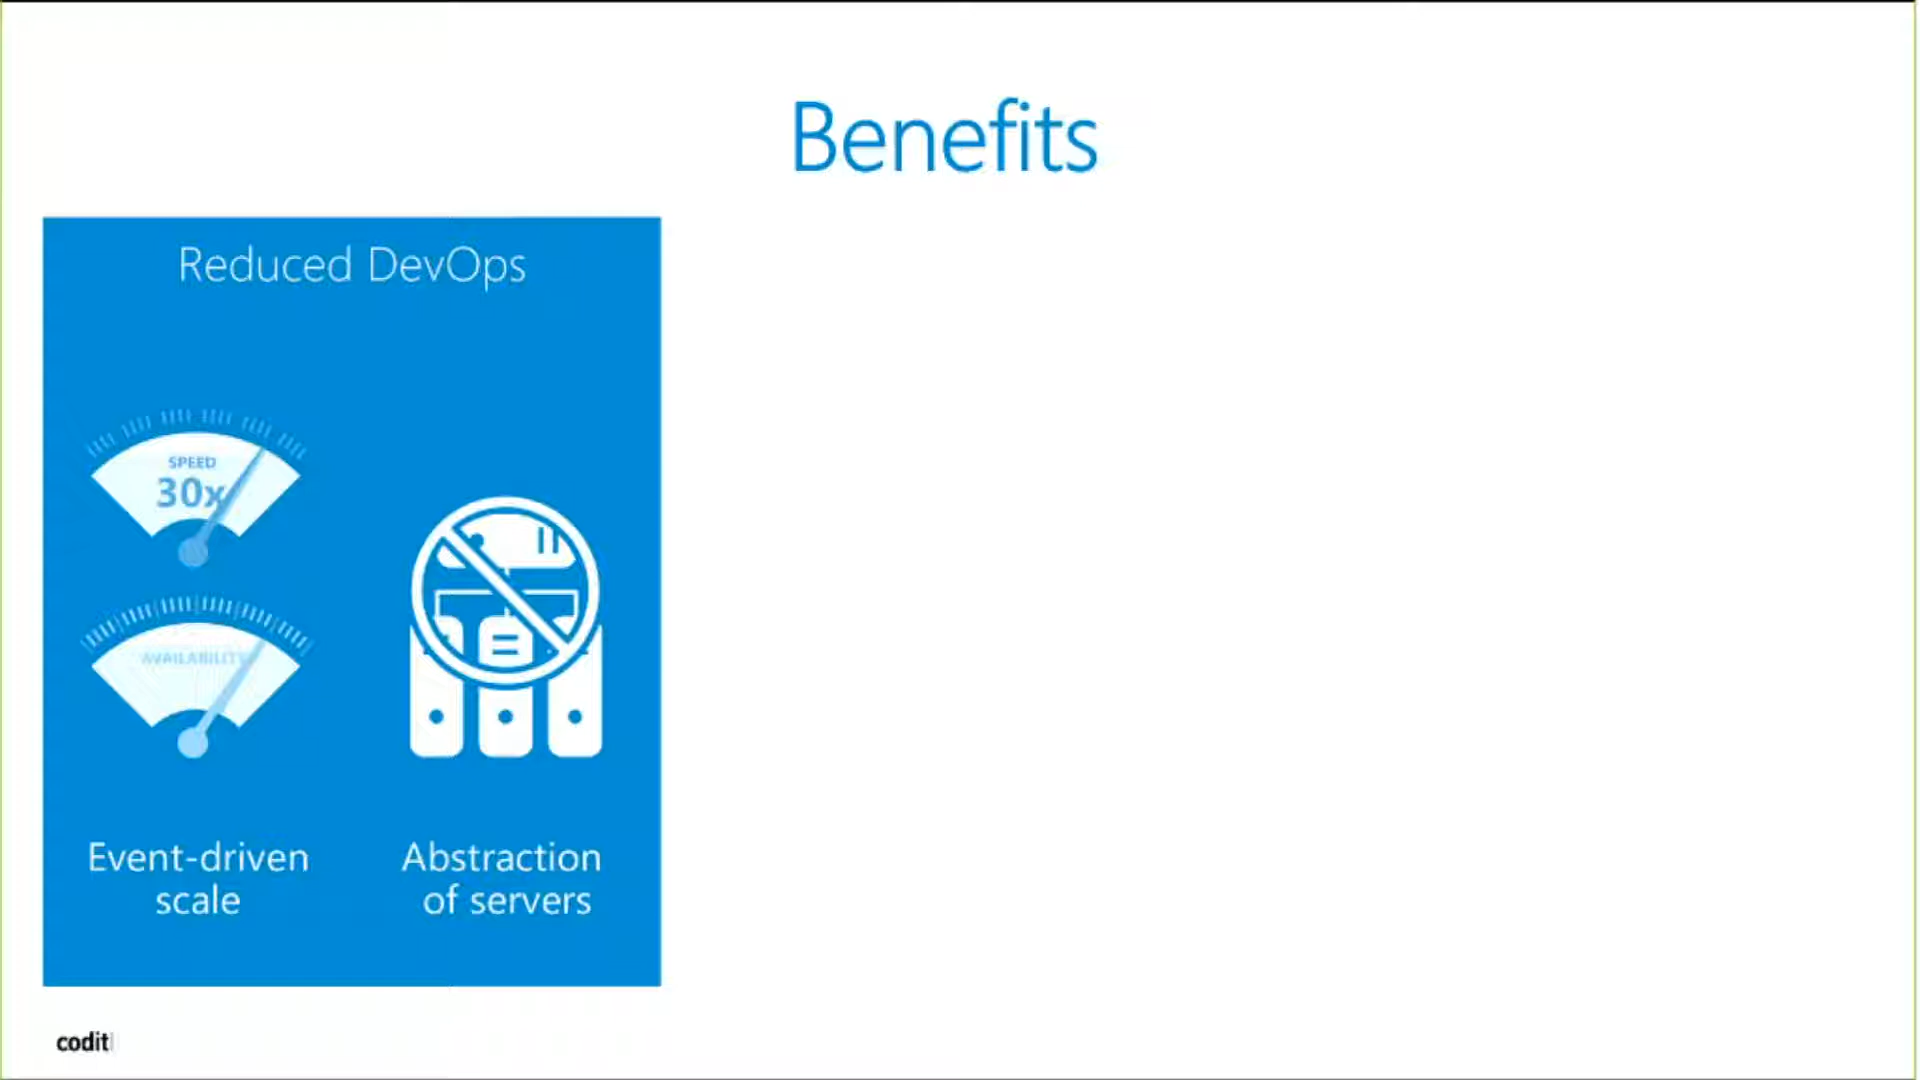 Benefits
Reduced DevOps
SPEED
30x
AVAILABILITY
Event-driven
scale
Abstraction
of servers
codit